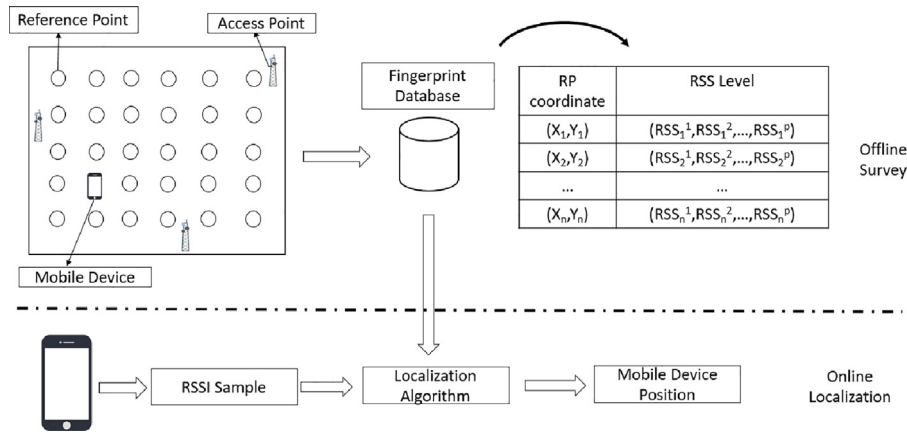 Reference Point
Access Point
Mobile Device
Fingerprint
Database
RP
coordinate
RSS Level
(X₁,Y₁)
(RSS₁¹,RSS₁²,...,RSS₁ᵖ)
(X₂,Y₂)
(RSS₂¹,RSS₂²,...,RSS₂ᵖ)
...
...
(Xₙ,Yₙ)
(RSSₙ¹,RSSₙ²,...,RSSₙᵖ)
Offline
Survey
RSSI Sample
Localization
Algorithm
Mobile Device
Position
Online
Localization